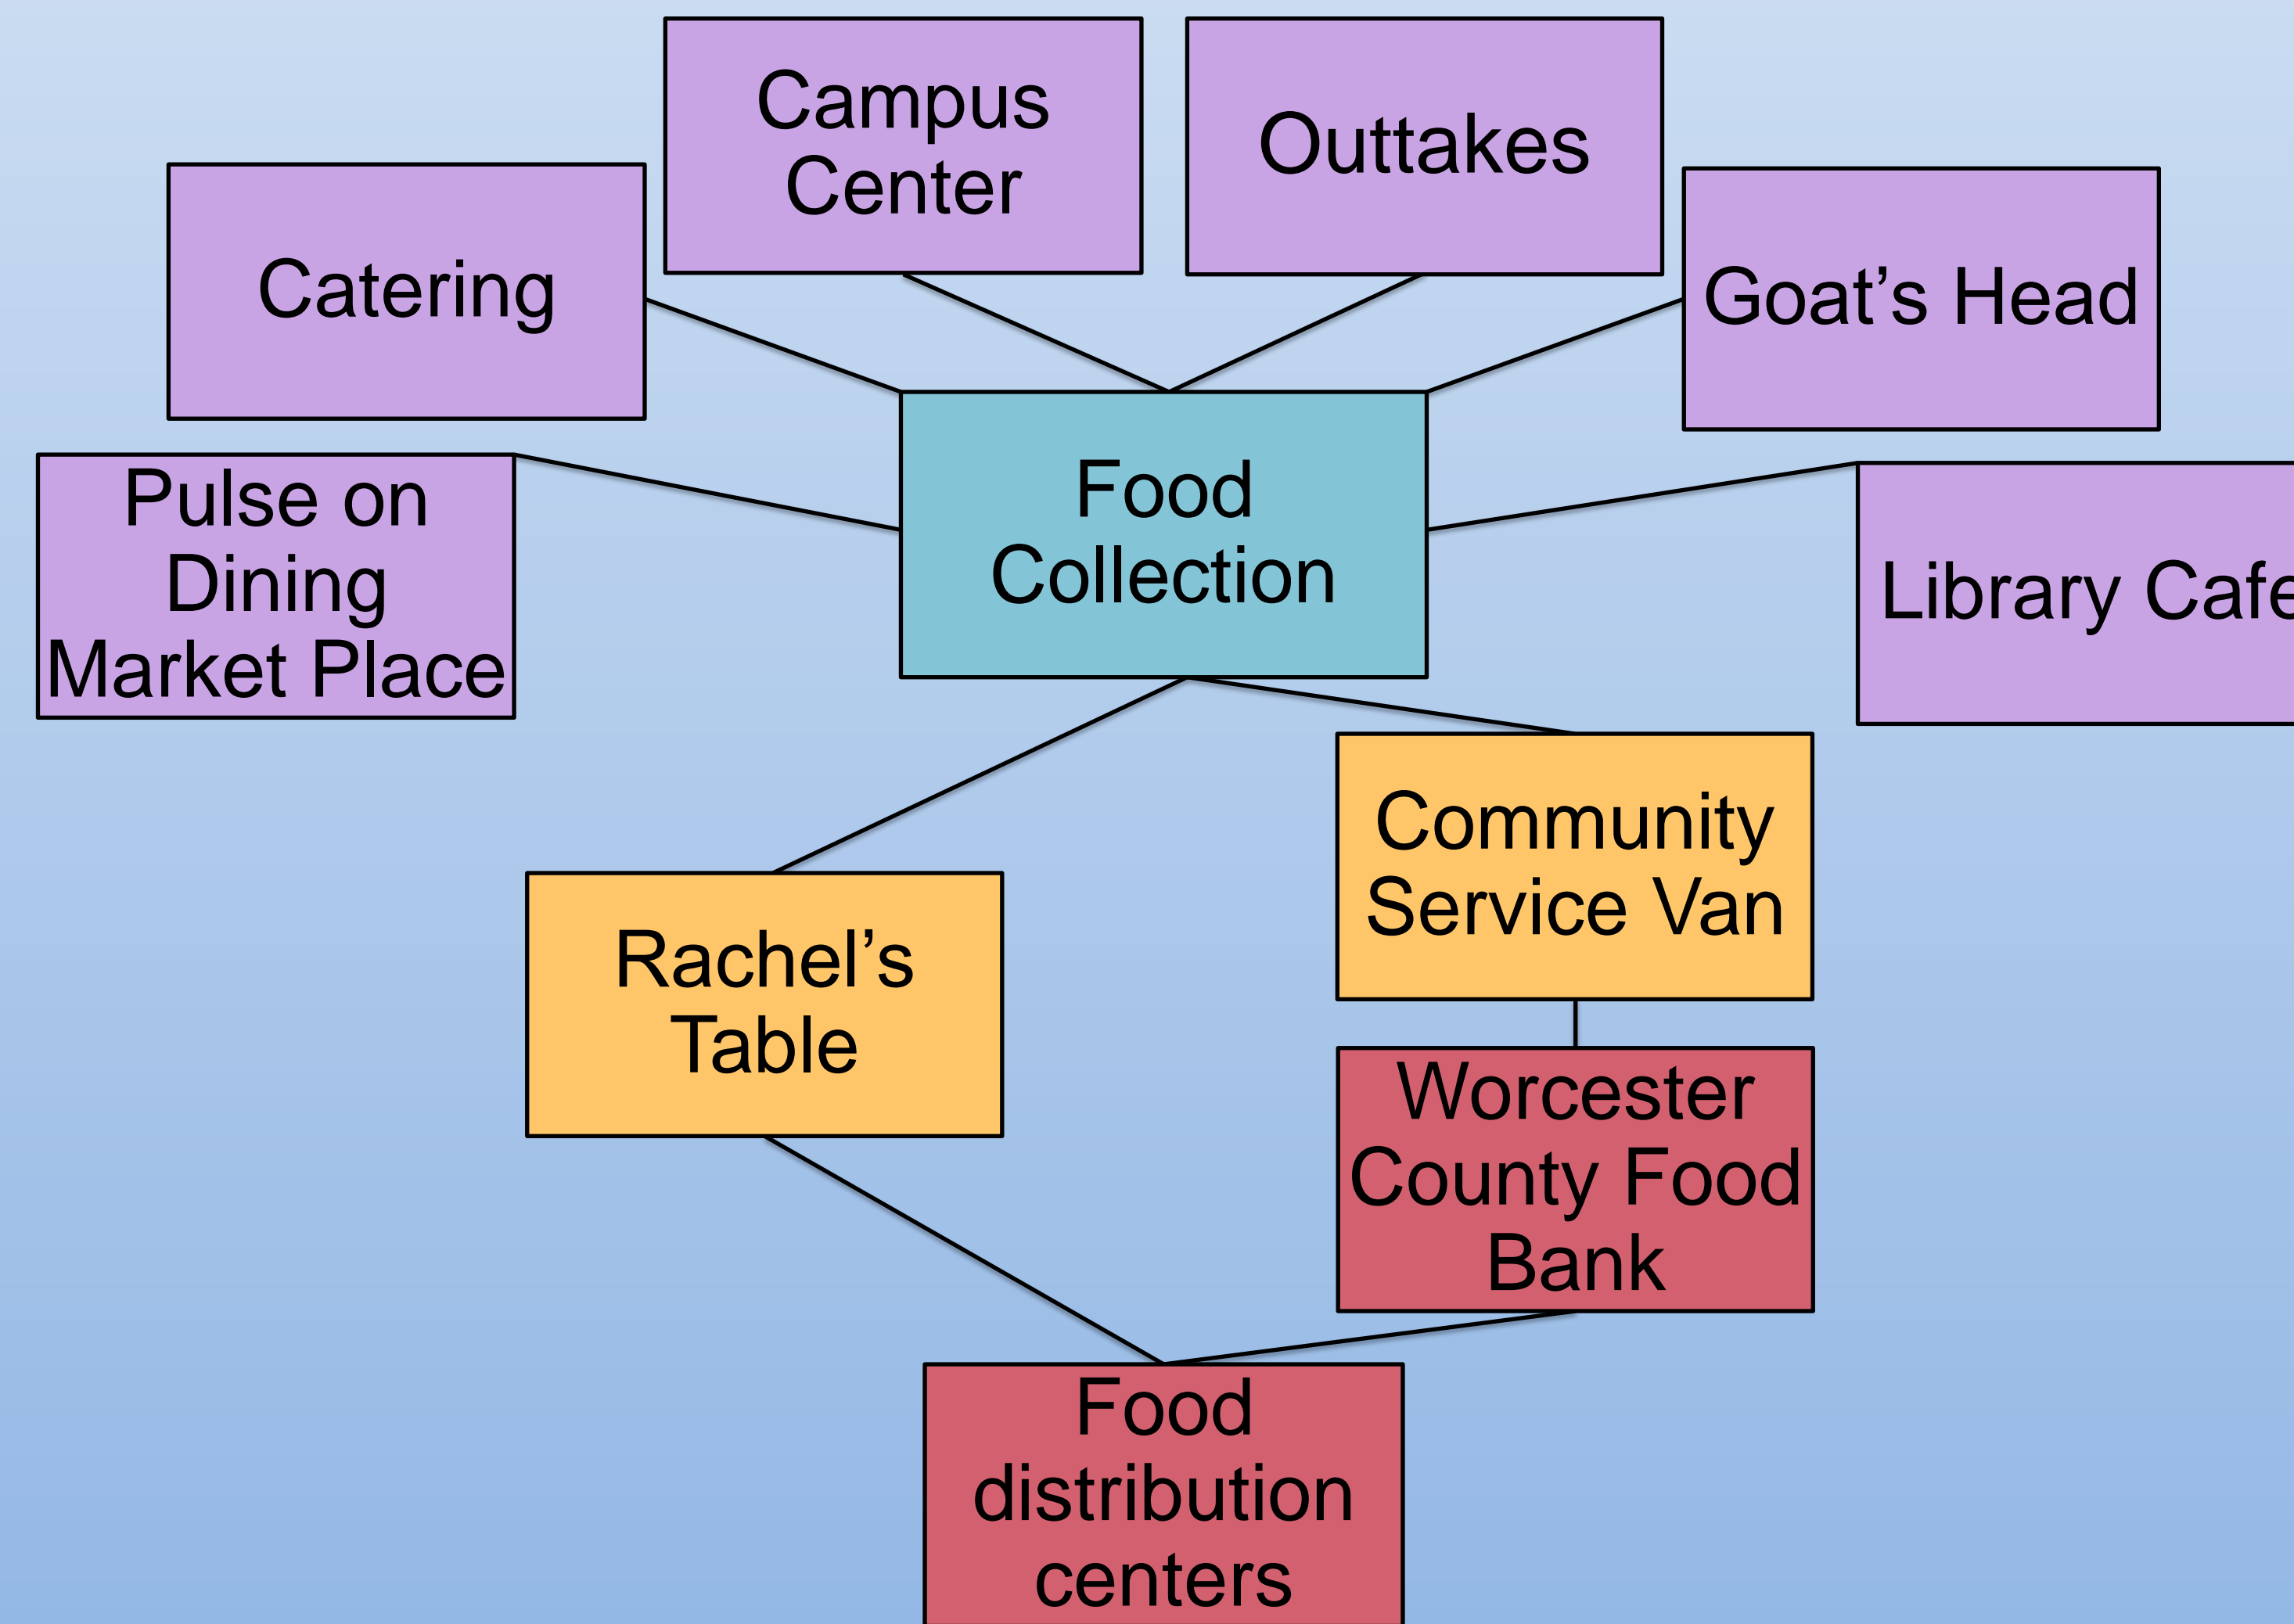 Campus
Center
Outtakes
Catering
Goat’s Head
Pulse on
Dining
Market Place
Food
Collection
Library Cafe
Community
Service Van
Rachel’s
Table
Worcester
County Food
Bank
Food
distribution
centers